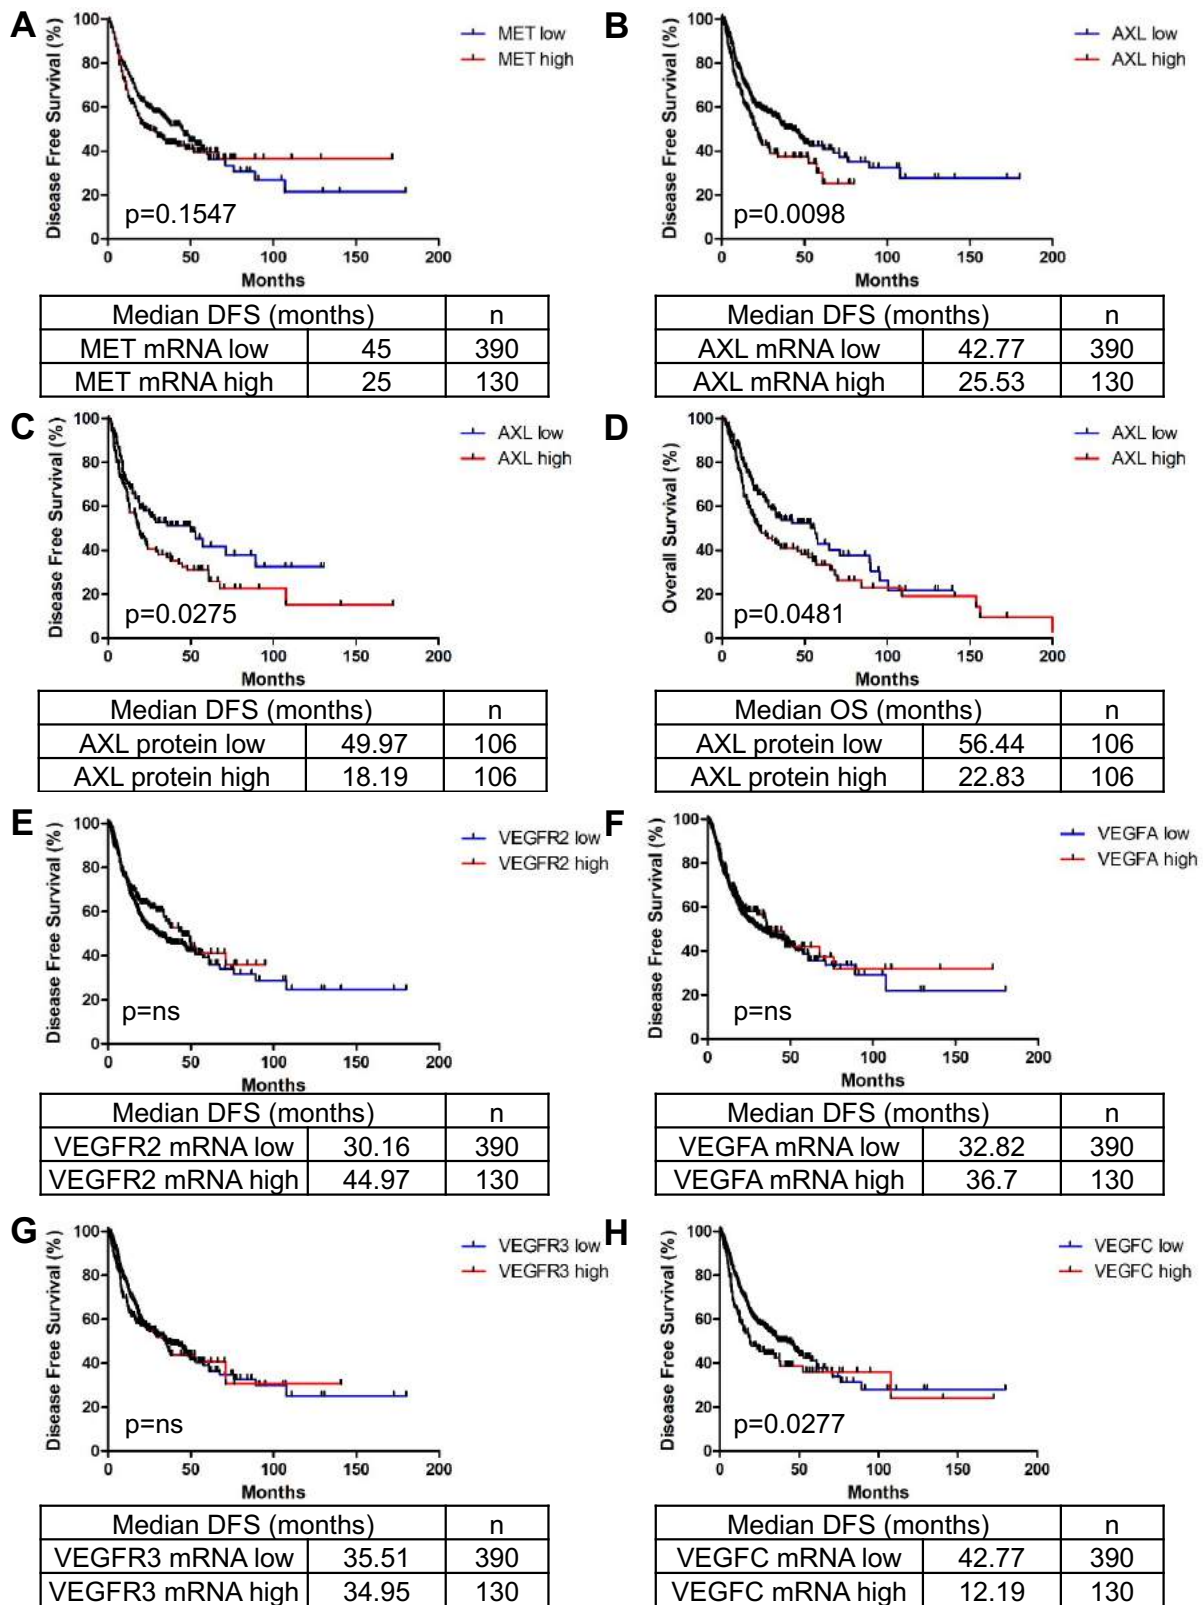 A
Disease Free Survival (%)
100
80
60
40
20
0
0 50 100 150 200
Months
MET low
MET high
p=0.1547
Median DFS (months) n
MET mRNA low 45 390
MET mRNA high 25 130
B
Disease Free Survival (%)
100
80
60
40
20
0
0 50 100 150 200
Months
AXL low
AXL high
p=0.0098
Median DFS (months) n
AXL mRNA low 42.77 390
AXL mRNA high 25.53 130
C
Disease Free Survival (%)
100
80
60
40
20
0
0 50 100 150 200
Months
AXL low
AXL high
p=0.0275
Median DFS (months) n
AXL protein low 49.97 106
AXL protein high 18.19 106
D
Overall Survival (%)
100
80
60
40
20
0
0 50 100 150 200
Months
AXL low
AXL high
p=0.0481
Median OS (months) n
AXL protein low 56.44 106
AXL protein high 22.83 106
E
Disease Free Survival (%)
100
80
60
40
20
0
0 50 100 150 200
Months
VEGFR2 low
VEGFR2 high
p=ns
Median DFS (months) n
VEGFR2 mRNA low 30.16 390
VEGFR2 mRNA high 44.97 130
F
Disease Free Survival (%)
100
80
60
40
20
0
0 50 100 150 200
Months
VEGFA low
VEGFA high
p=ns
Median DFS (months) n
VEGFA mRNA low 32.82 390
VEGFA mRNA high 36.7 130
G
Disease Free Survival (%)
100
80
60
40
20
0
0 50 100 150 200
Months
VEGFR3 low
VEGFR3 high
p=ns
Median DFS (months) n
VEGFR3 mRNA low 35.51 390
VEGFR3 mRNA high 34.95 130
H
Disease Free Survival (%)
100
80
60
40
20
0
0 50 100 150 200
Months
VEGFC low
VEGFC high
p=0.0277
Median DFS (months) n
VEGFC mRNA low 42.77 390
VEGFC mRNA high 12.19 130